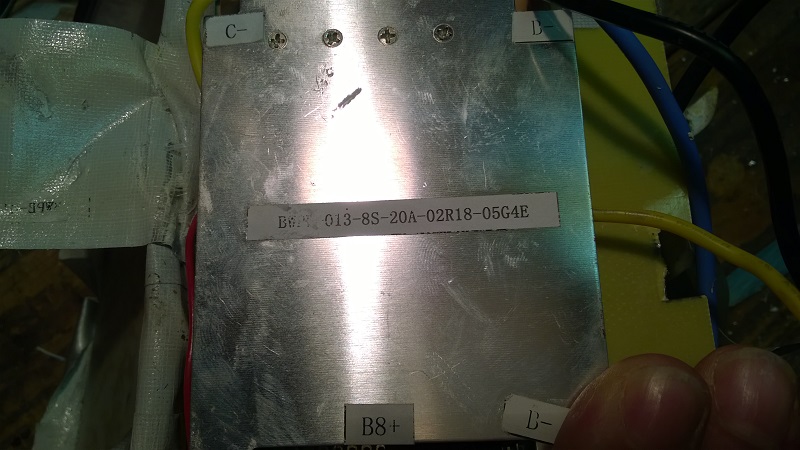 C-
D-
013-8S-20A-02R18-05G4E
B8+
B-